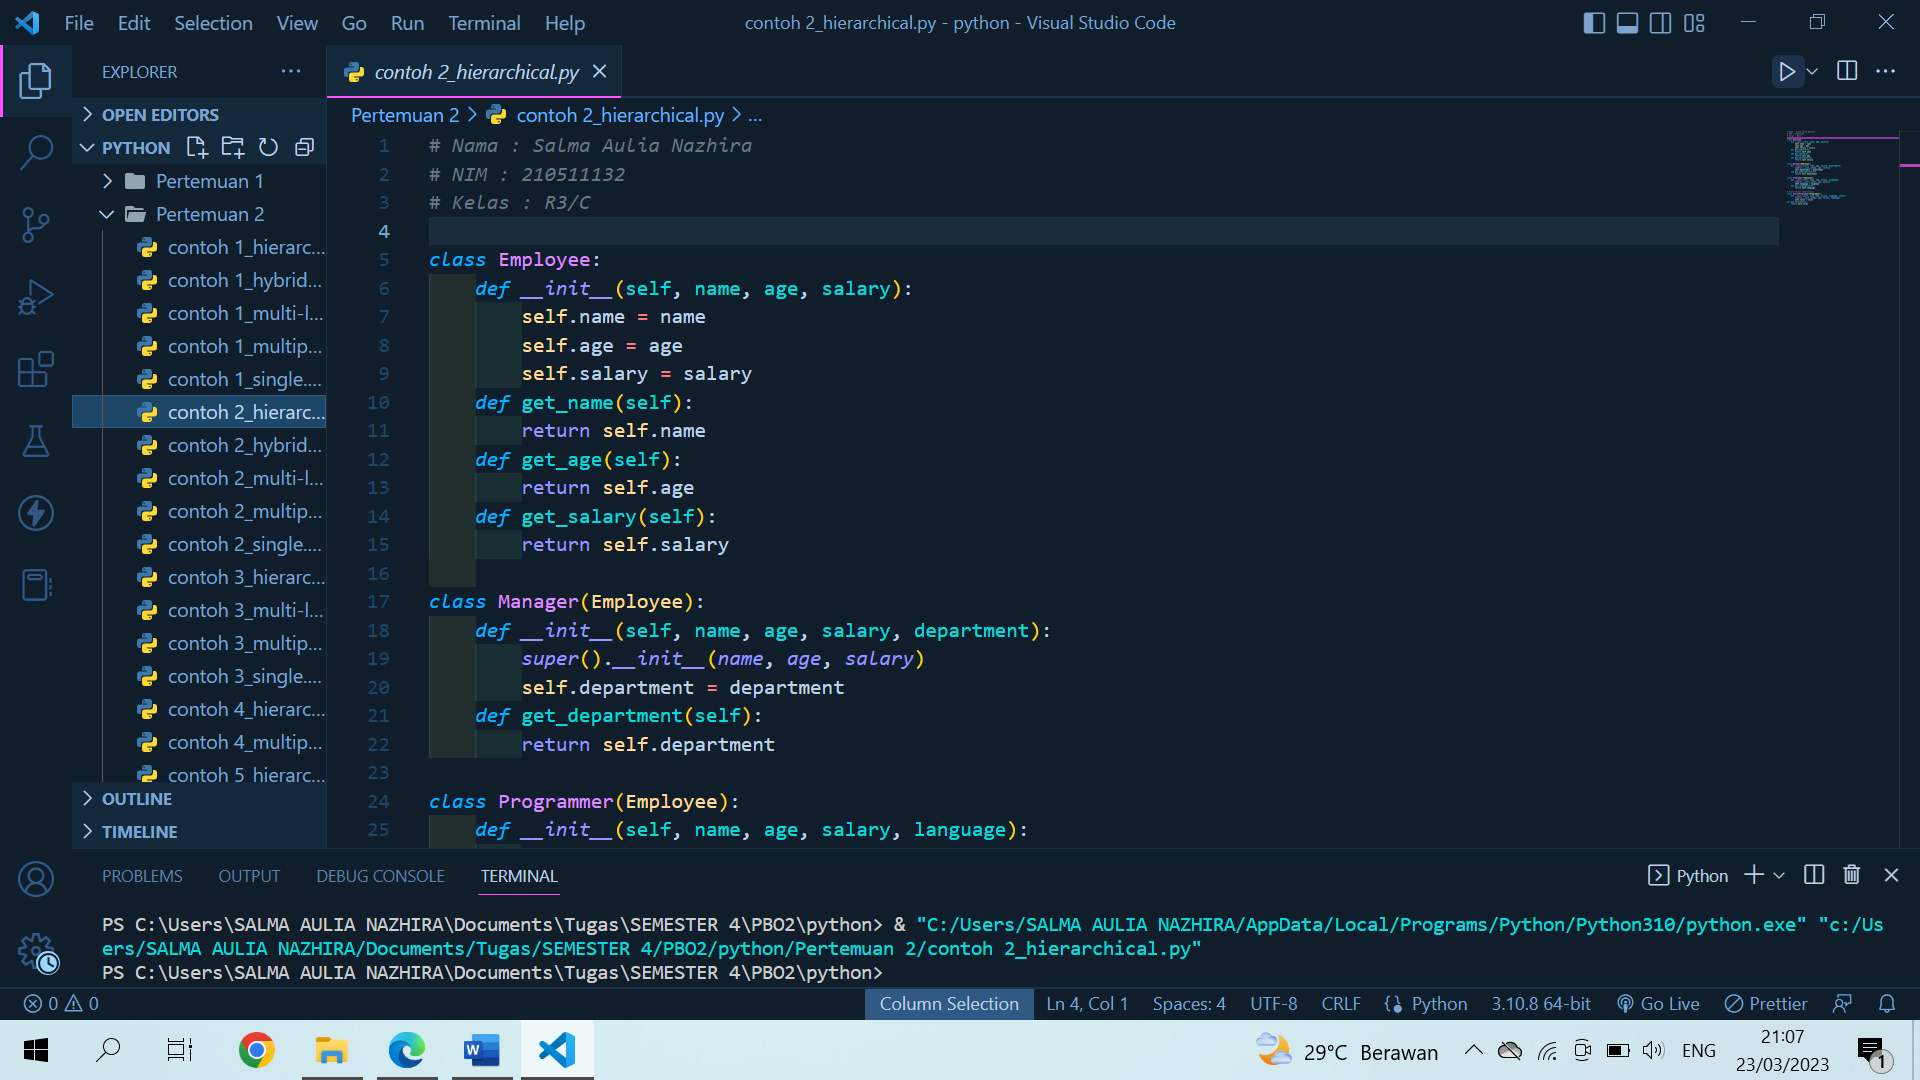 File Edit Selection View Go Run Terminal Help
contoh 2_hierarchical.py - python - Visual Studio Code
EXPLORER
OPEN EDITORS
PYTHON
Pertemuan 1
Pertemuan 2
contoh 1_hierarc...
contoh 1_hybrid...
contoh 1_multi-l...
contoh 1_multip...
contoh 1_single....
contoh 2_hierarc...
contoh 2_hybrid...
contoh 2_multi-l...
contoh 2_multip...
contoh 2_single....
contoh 3_hierarc...
contoh 3_multi-l...
contoh 3_multip...
contoh 3_single....
contoh 4_hierarc...
contoh 4_multip...
contoh 5 hierarc...
OUTLINE
TIMELINE
contoh 2_hierarchical.py
Pertemuan 2 > contoh 2_hierarchical.py > ...
1 # Nama : Salma Aulia Nazhira
2 # NIM : 210511132
3 # Kelas : R3/C
4
5 class Employee:
6 def __init__(self, name, age, salary):
7 self.name = name
8 self.age = age
9 self.salary = salary
10 def get_name(self):
11 return self.name
12 def get_age(self):
13 return self.age
14 def get_salary(self):
15 return self.salary
16
17 class Manager(Employee):
18 def __init__(self, name, age, salary, department):
19 super().__init__(name, age, salary)
20 self.department = department
21 def get_department(self):
22 return self.department
23
24 class Programmer(Employee):
25 def __init__(self, name, age, salary, language):
PROBLEMS OUTPUT DEBUG CONSOLE TERMINAL
Python
PS C:\Users\SALMA AULIA NAZHIRA\Documents\Tugas\SEMESTER 4\PBO2\python> & "C:/Users/SALMA AULIA NAZHIRA/AppData/Local/Programs/Python/Python310/python.exe" "c:/Us
ers/SALMA AULIA NAZHIRA/Documents/Tugas/SEMESTER 4/PBO2/python/Pertemuan 2/contoh 2_hierarchical.py"
PS C:\Users\SALMA AULIA NAZHIRA\Documents\Tugas\SEMESTER 4\PBO2\python>
0 0 Column Selection Ln 4, Col 1 Spaces: 4 UTF-8 CRLF Python 3.10.8 64-bit Go Live Prettier
29°C Berawan ENG
21:07
23/03/2023
1